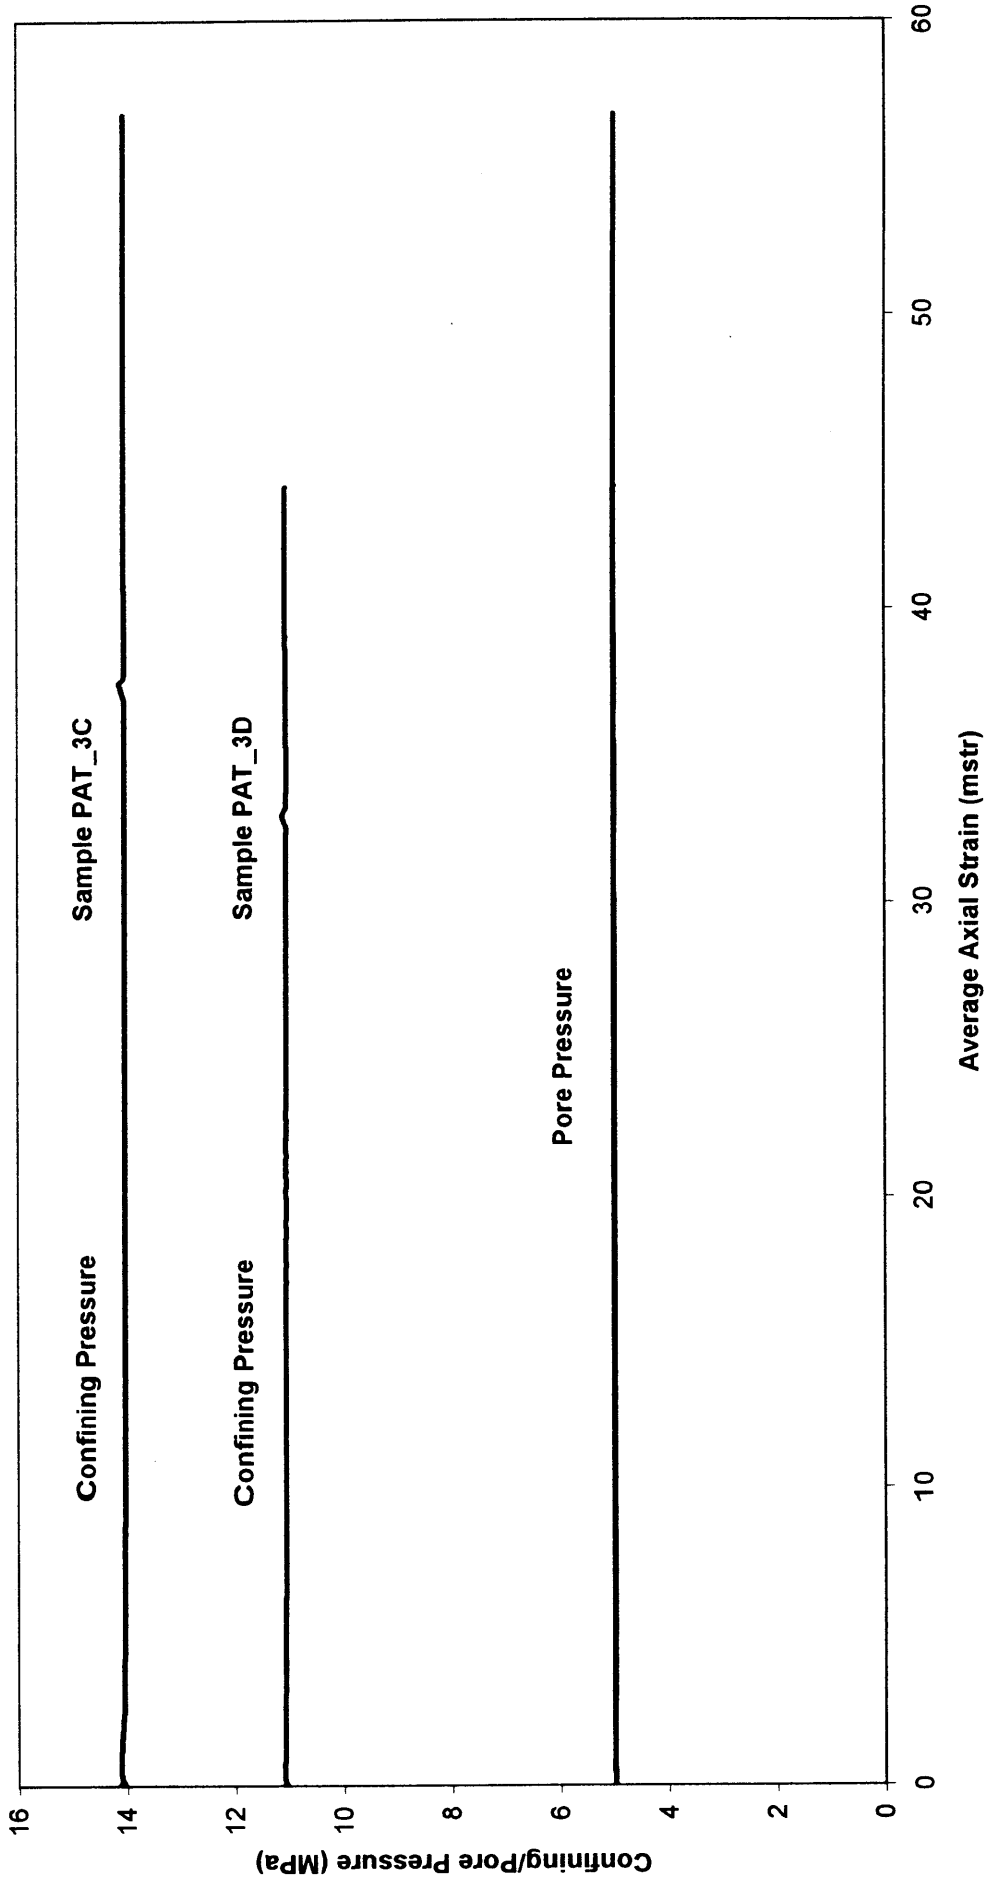 Confining/Pore Pressure (MPa)
16
14
12
10
8
6
4
2
0
Confining Pressure
Sample PAT_3C
Confining Pressure
Sample PAT_3D
Pore Pressure
0
10
20
30
40
50
60
Average Axial Strain (mstr)